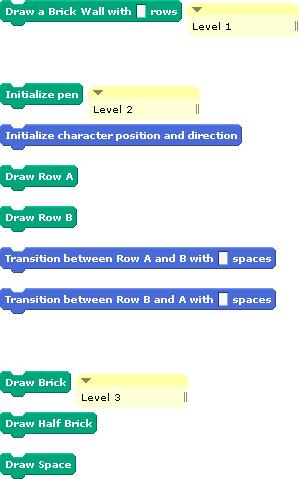 Draw a Brick Wall with rows
Level 1
Initialize pen
Level 2
Initialize character position and direction
Draw Row A
Draw Row B
Transition between Row A and B with spaces
Transition between Row B and A with spaces
Draw Brick
Level 3
Draw Half Brick
Draw Space